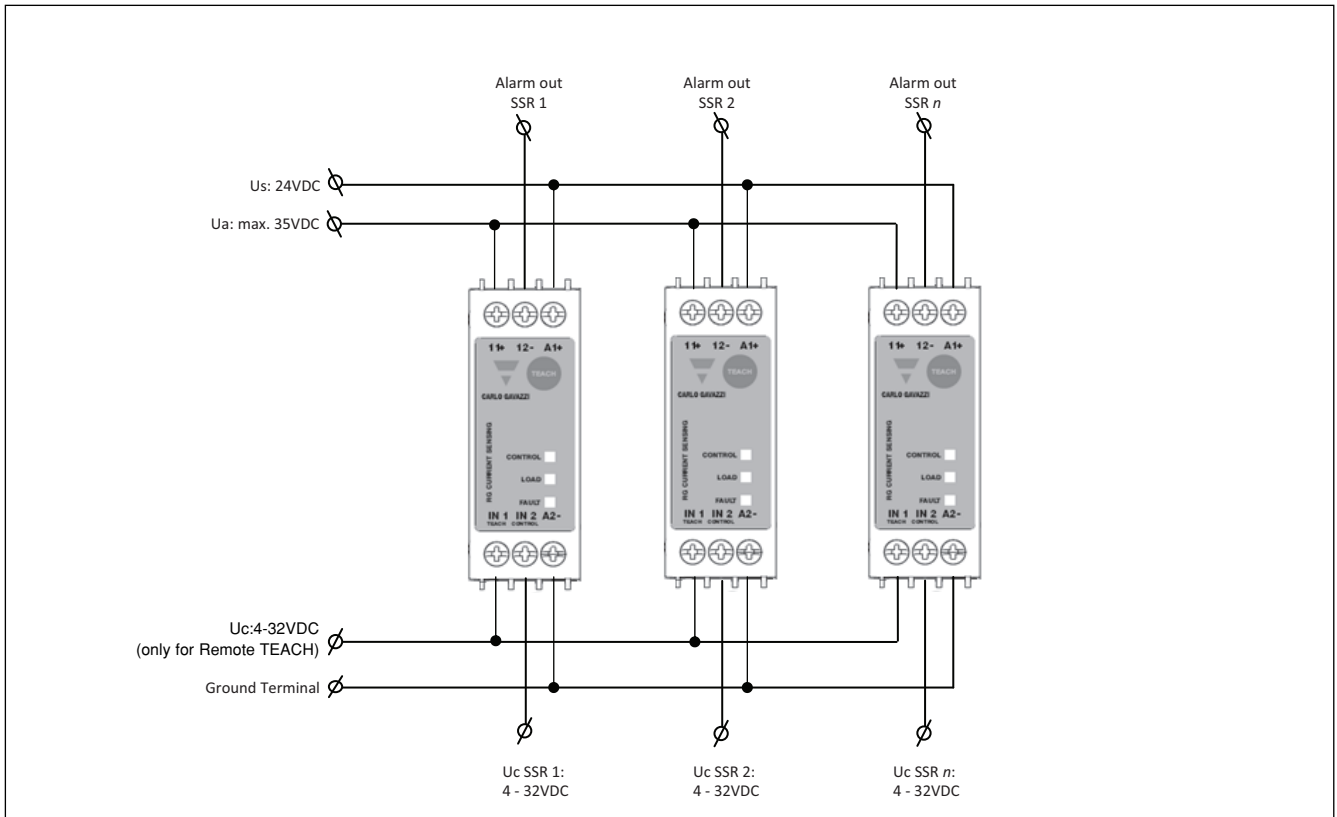 Alarm out
SSR 1
Alarm out
SSR 2
Alarm out
SSR n
Us: 24VDC
Ua: max. 35VDC
11+ 12- A1+
TEACH
CARLO GAVAZZI
RG CURRENT SENSING
CONTROL
LOAD
FAULT
IN 1 IN 2 A2-
TEACH CONTROL
11+ 12- A1+
TEACH
CARLO GAVAZZI
RG CURRENT SENSING
CONTROL
LOAD
FAULT
IN 1 IN 2 A2-
TEACH CONTROL
11+ 12- A1+
TEACH
CARLO GAVAZZI
RG CURRENT SENSING
CONTROL
LOAD
FAULT
IN 1 IN 2 A2-
TEACH CONTROL
Uc:4-32VDC
(only for Remote TEACH)
Ground Terminal
Uc SSR 1:
4 - 32VDC
Uc SSR 2:
4 - 32VDC
Uc SSR n:
4 - 32VDC